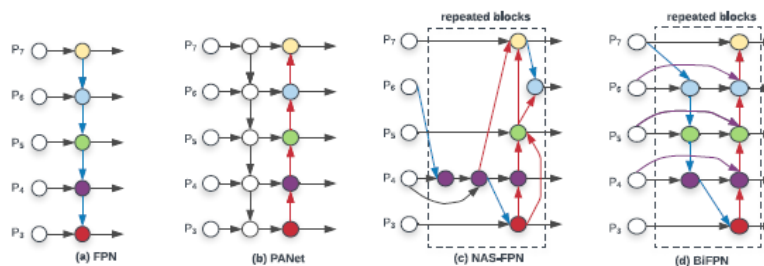 repeated blocks repeated blocks
P7 P7 P7 P7
P6 P6 P6 P6
P5 P5 P5 P5
P4 P4 P4 P4
P3 P3 P3 P3
(a) FPN (b) PANet (c) NAS-FPN (d) BiFPN